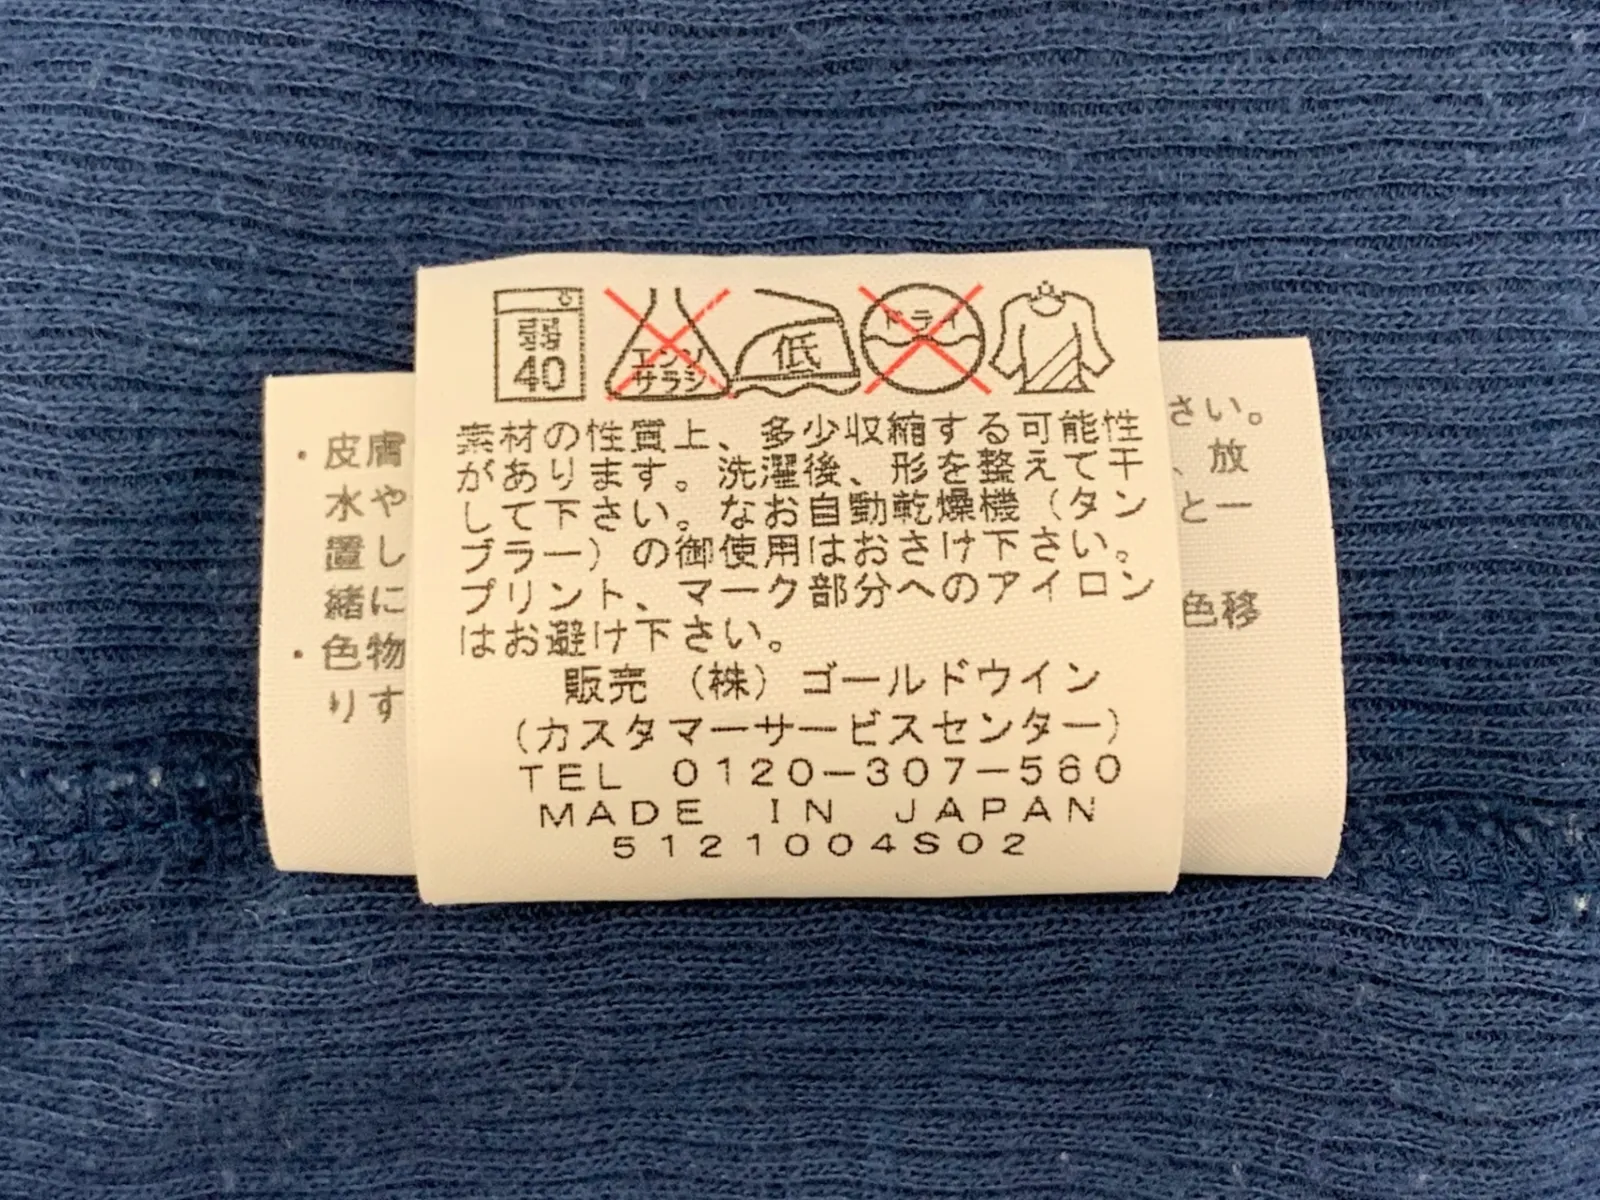 弱
40
エンソ
サラシ
低
ドライ
素材の性質上、多少収縮する可能性
があります。洗濯後、形を整えて干
して下さい。なお自動乾燥機（タン
ブラー）の御使用はおさけ下さい。
プリント、マーク部分へのアイロン
はお避け下さい。
販売　（株）ゴールドウイン
（カスタマーサービスセンター）
TEL 0120-307-560
MADE IN JAPAN
5121004S02
・皮膚
水や
置し
緒に
・色物
りす
さい。
、放
と一
色移